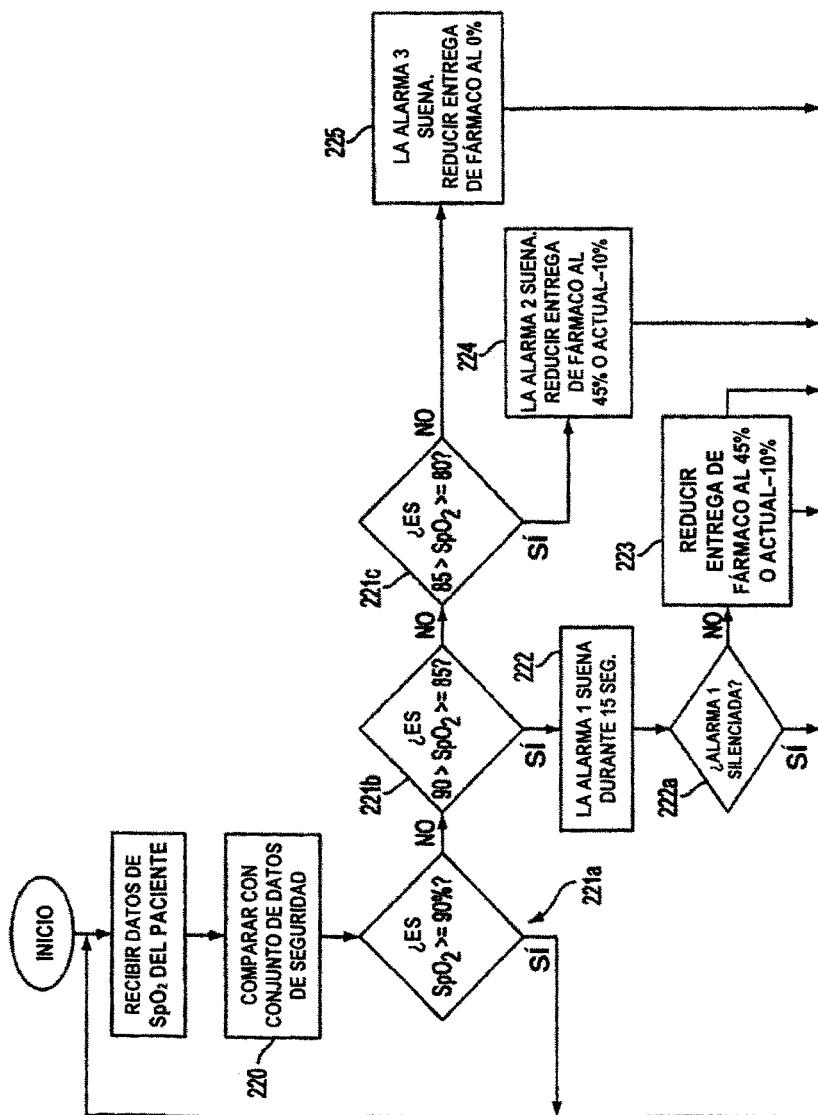 INICIO
RECIBIR DATOS DE
SpO₂ DEL PACIENTE
COMPARAR CON
CONJUNTO DE DATOS
DE SEGURIDAD
220
¿ES
SpO₂ >= 90%?
221a
SÍ
NO
¿ES
90 > SpO₂ >= 85?
221b
SÍ
NO
¿ES
85 > SpO₂ >= 80?
221c
SÍ
NO
LA ALARMA 1 SUENA
DURANTE 15 SEG.
222
¿ALARMA 1
SILENCIADA?
222a
SÍ
NO
REDUCIR
ENTREGA DE
FÁRMACO AL 45%
O ACTUAL–10%
223
LA ALARMA 2 SUENA.
REDUCIR ENTREGA
DE FÁRMACO AL
45% O ACTUAL–10%
224
LA ALARMA 3
SUENA.
REDUCIR ENTREGA
DE FÁRMACO AL 0%
225